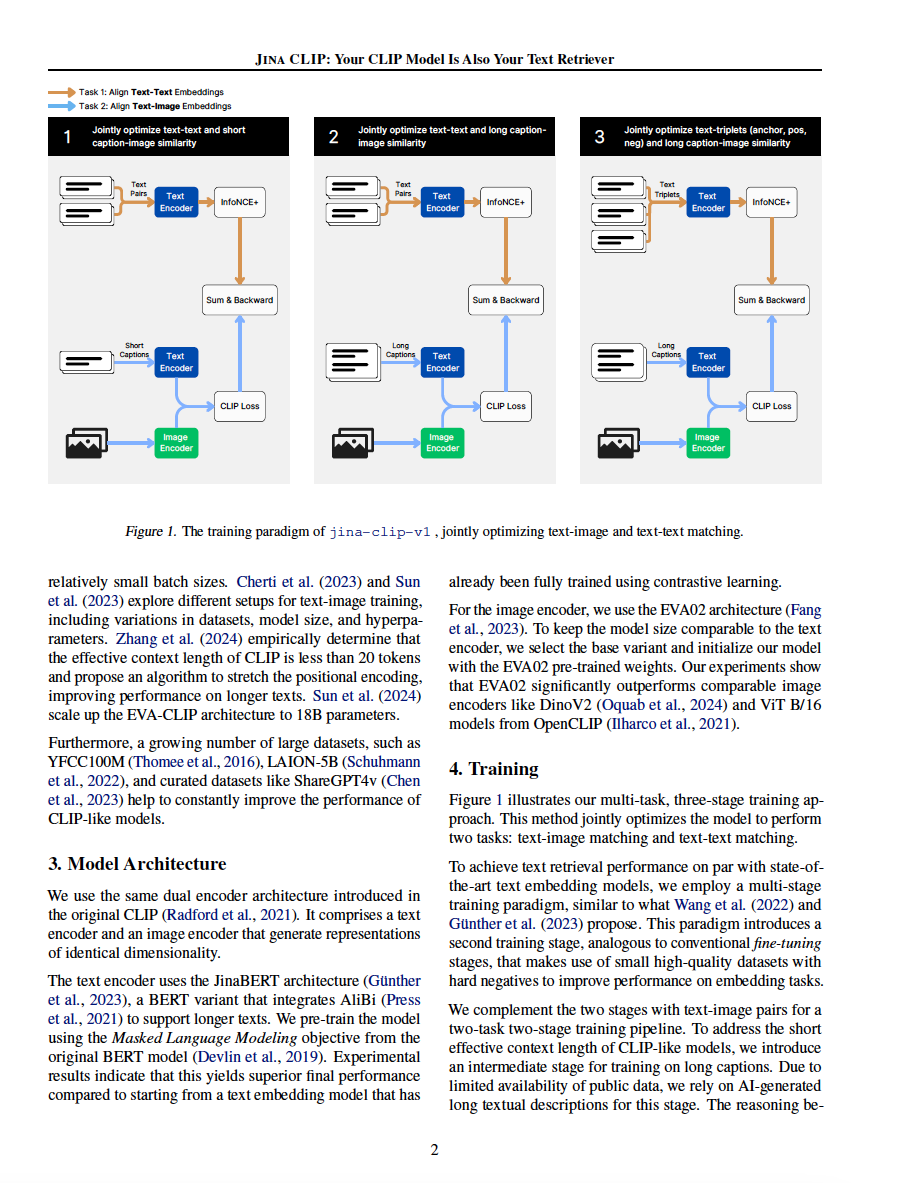 JINA CLIP: Your CLIP Model Is Also Your Text Retriever
Task 1: Align Text-Text Embeddings
Task 2: Align Text-Image Embeddings
1
Jointly optimize text-text and short
caption-image similarity
Text
Pairs
Text
Encoder
InfoNCE+
Sum & Backward
Short
Captions
Text
Encoder
CLIP Loss
Image
Encoder
2
Jointly optimize text-text and long caption-
image similarity
Text
Pairs
Text
Encoder
InfoNCE+
Sum & Backward
Long
Captions
Text
Encoder
CLIP Loss
Image
Encoder
3
Jointly optimize text-triplets (anchor, pos,
neg) and long caption-image similarity
Text
Triplets
Text
Encoder
InfoNCE+
Sum & Backward
Long
Captions
Text
Encoder
CLIP Loss
Image
Encoder
Figure 1. The training paradigm of jina-clip-v1 , jointly optimizing text-image and text-text matching.
relatively small batch sizes. Cherti et al. (2023) and Sun
et al. (2023) explore different setups for text-image training,
including variations in datasets, model size, and hyperpa-
rameters. Zhang et al. (2024) empirically determine that
the effective context length of CLIP is less than 20 tokens
and propose an algorithm to stretch the positional encoding,
improving performance on longer texts. Sun et al. (2024)
scale up the EVA-CLIP architecture to 18B parameters.
Furthermore, a growing number of large datasets, such as
YFCC100M (Thomee et al., 2016), LAION-5B (Schuhmann
et al., 2022), and curated datasets like ShareGPT4v (Chen
et al., 2023) help to constantly improve the performance of
CLIP-like models.
3. Model Architecture
We use the same dual encoder architecture introduced in
the original CLIP (Radford et al., 2021). It comprises a text
encoder and an image encoder that generate representations
of identical dimensionality.
The text encoder uses the JinaBERT architecture (Günther
et al., 2023), a BERT variant that integrates AliBi (Press
et al., 2021) to support longer texts. We pre-train the model
using the Masked Language Modeling objective from the
original BERT model (Devlin et al., 2019). Experimental
results indicate that this yields superior final performance
compared to starting from a text embedding model that has
already been fully trained using contrastive learning.
For the image encoder, we use the EVA02 architecture (Fang
et al., 2023). To keep the model size comparable to the text
encoder, we select the base variant and initialize our model
with the EVA02 pre-trained weights. Our experiments show
that EVA02 significantly outperforms comparable image
encoders like DinoV2 (Oquab et al., 2024) and ViT B/16
models from OpenCLIP (Ilharco et al., 2021).
4. Training
Figure 1 illustrates our multi-task, three-stage training ap-
proach. This method jointly optimizes the model to perform
two tasks: text-image matching and text-text matching.
To achieve text retrieval performance on par with state-of-
the-art text embedding models, we employ a multi-stage
training paradigm, similar to what Wang et al. (2022) and
Günther et al. (2023) propose. This paradigm introduces a
second training stage, analogous to conventional fine-tuning
stages, that makes use of small high-quality datasets with
hard negatives to improve performance on embedding tasks.
We complement the two stages with text-image pairs for a
two-task two-stage training pipeline. To address the short
effective context length of CLIP-like models, we introduce
an intermediate stage for training on long captions. Due to
limited availability of public data, we rely on AI-generated
long textual descriptions for this stage. The reasoning be-
2